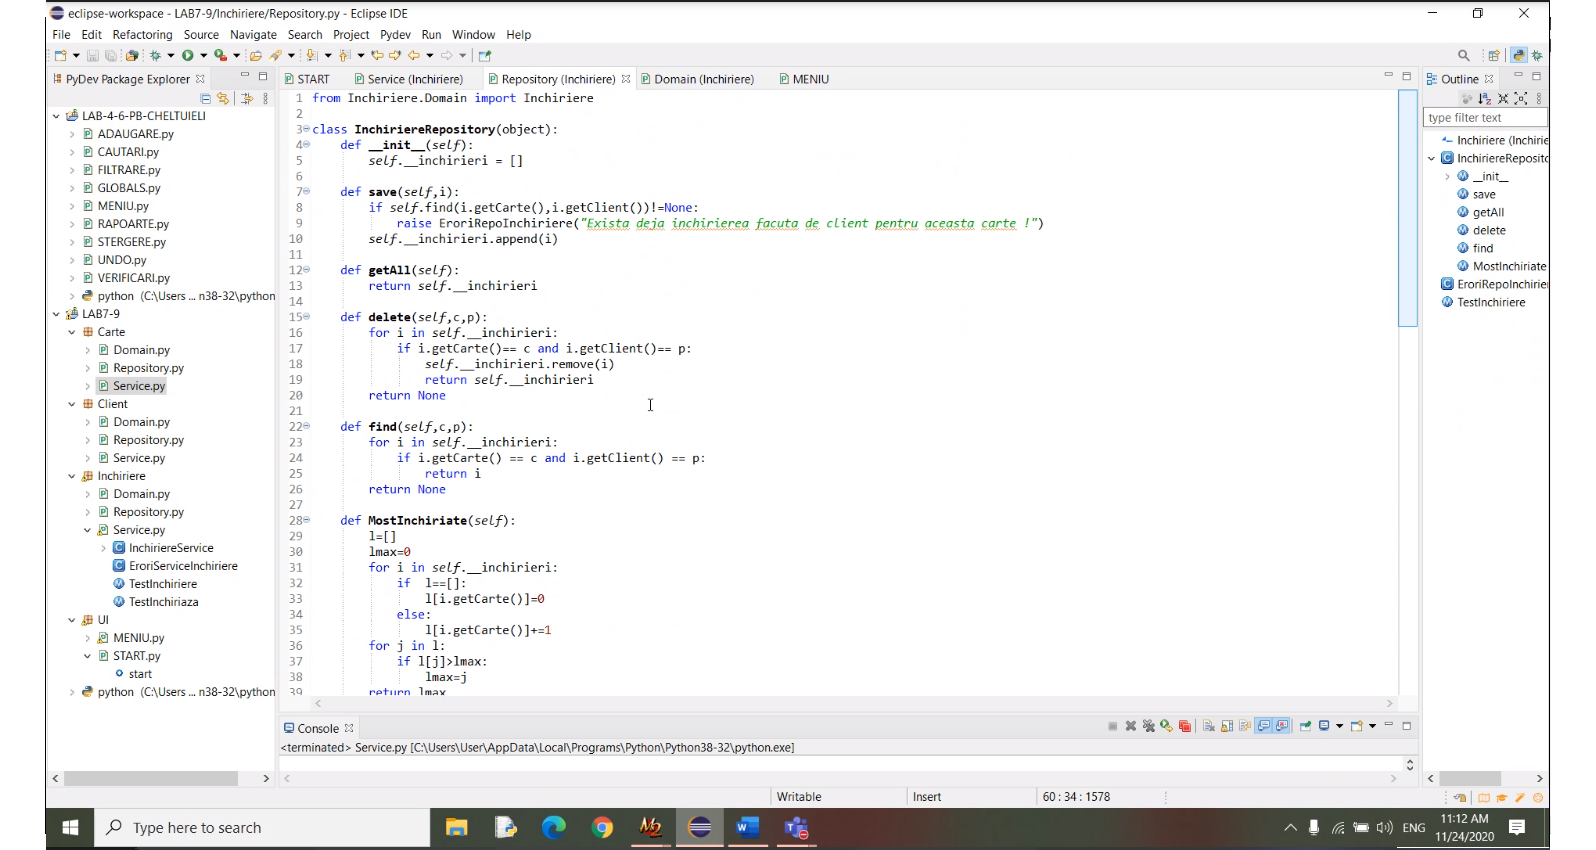 eclipse-workspace - LAB7-9/Inchiriere/Repository.py - Eclipse IDE
File Edit Refactoring Source Navigate Search Project Pydev Run Window Help
PyDev Package Explorer
START Service (Inchiriere) Repository (Inchiriere) Domain (Inchiriere) MENIU
Outline
type filter text
LAB-4-6-PB-CHELTUIELI
ADAUGARE.py
CAUTARI.py
FILTRARE.py
GLOBALS.py
MENIU.py
RAPOARTE.py
STERGERE.py
UNDO.py
VERIFICARI.py
python (C:\Users ... n38-32\python
LAB7-9
Carte
Domain.py
Repository.py
Service.py
Client
Domain.py
Repository.py
Service.py
Inchiriere
Domain.py
Repository.py
Service.py
InchiriereService
EroriServiceInchiriere
TestInchiriere
TestInchiriaza
UI
MENIU.py
START.py
start
python (C:\Users ... n38-32\python
1 from Inchiriere.Domain import Inchiriere
2
3 class InchiriereRepository(object):
4 def __init__(self):
5 self.__inchirieri = []
6
7 def save(self,i):
8 if self.find(i.getCarte(),i.getClient())!=None:
9 raise EroriRepoInchiriere("Exista deja inchirierea facuta de client pentru aceasta carte !")
10 self.__inchirieri.append(i)
11
12 def getAll(self):
13 return self.__inchirieri
14
15 def delete(self,c,p):
16 for i in self.__inchirieri:
17 if i.getCarte()== c and i.getClient()== p:
18 self.__inchirieri.remove(i)
19 return self.__inchirieri
20 return None
21
22 def find(self,c,p):
23 for i in self.__inchirieri:
24 if i.getCarte() == c and i.getClient() == p:
25 return i
26 return None
27
28 def MostInchiriate(self):
29 l=[]
30 lmax=0
31 for i in self.__inchirieri:
32 if l==[]:
33 l[i.getCarte()]=0
34 else:
35 l[i.getCarte()]+=1
36 for j in l:
37 if l[j]>lmax:
38 lmax=j
39 return lmax
Inchiriere (Inchirie
InchiriereReposito
__init__
save
getAll
delete
find
MostInchiriate
EroriRepoInchirier
TestInchiriere
Console
<terminated> Service.py [C:\Users\User\AppData\Local\Programs\Python\Python38-32\python.exe]
Writable Insert 60 : 34 : 1578
Type here to search
ENG
11:12 AM
11/24/2020